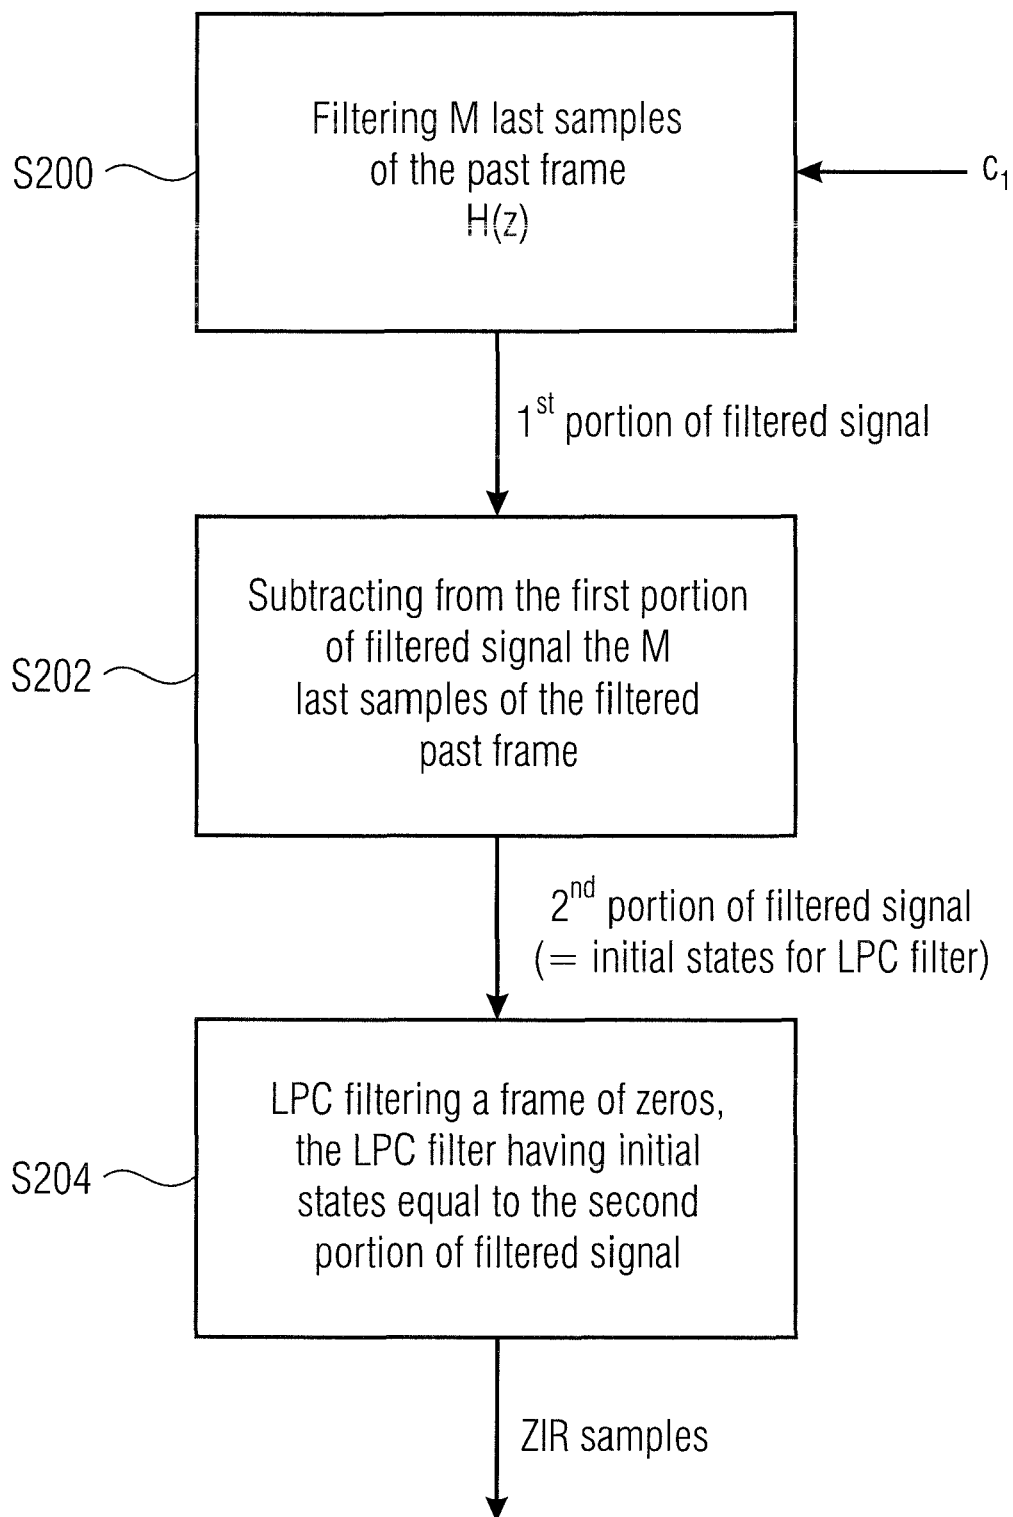 Filtering M last samples
of the past frame
H(z)
S200
c₁
1st portion of filtered signal
Subtracting from the first portion
of filtered signal the M
last samples of the filtered
past frame
S202
2nd portion of filtered signal
(= initial states for LPC filter)
LPC filtering a frame of zeros,
the LPC filter having initial
states equal to the second
portion of filtered signal
S204
ZIR samples